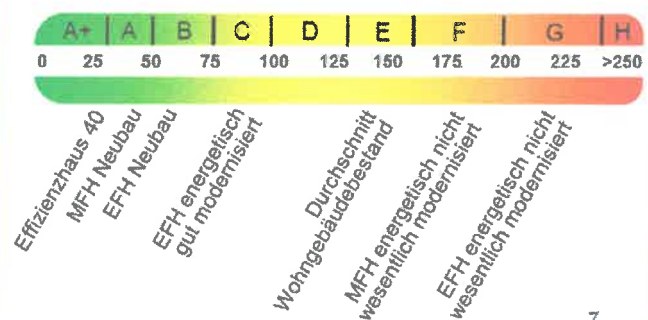 A+ A B C D E F G H
0 25 50 75 100 125 150 175 200 225 >250
Effizienzhaus 40
MFH Neubau
EFH Neubau
EFH energetisch
gut modernisiert
Durchschnitt
Wohngebäudebestand
MFH energetisch nicht
wesentlich modernisiert
EFH energetisch nicht
wesentlich modernisiert
7